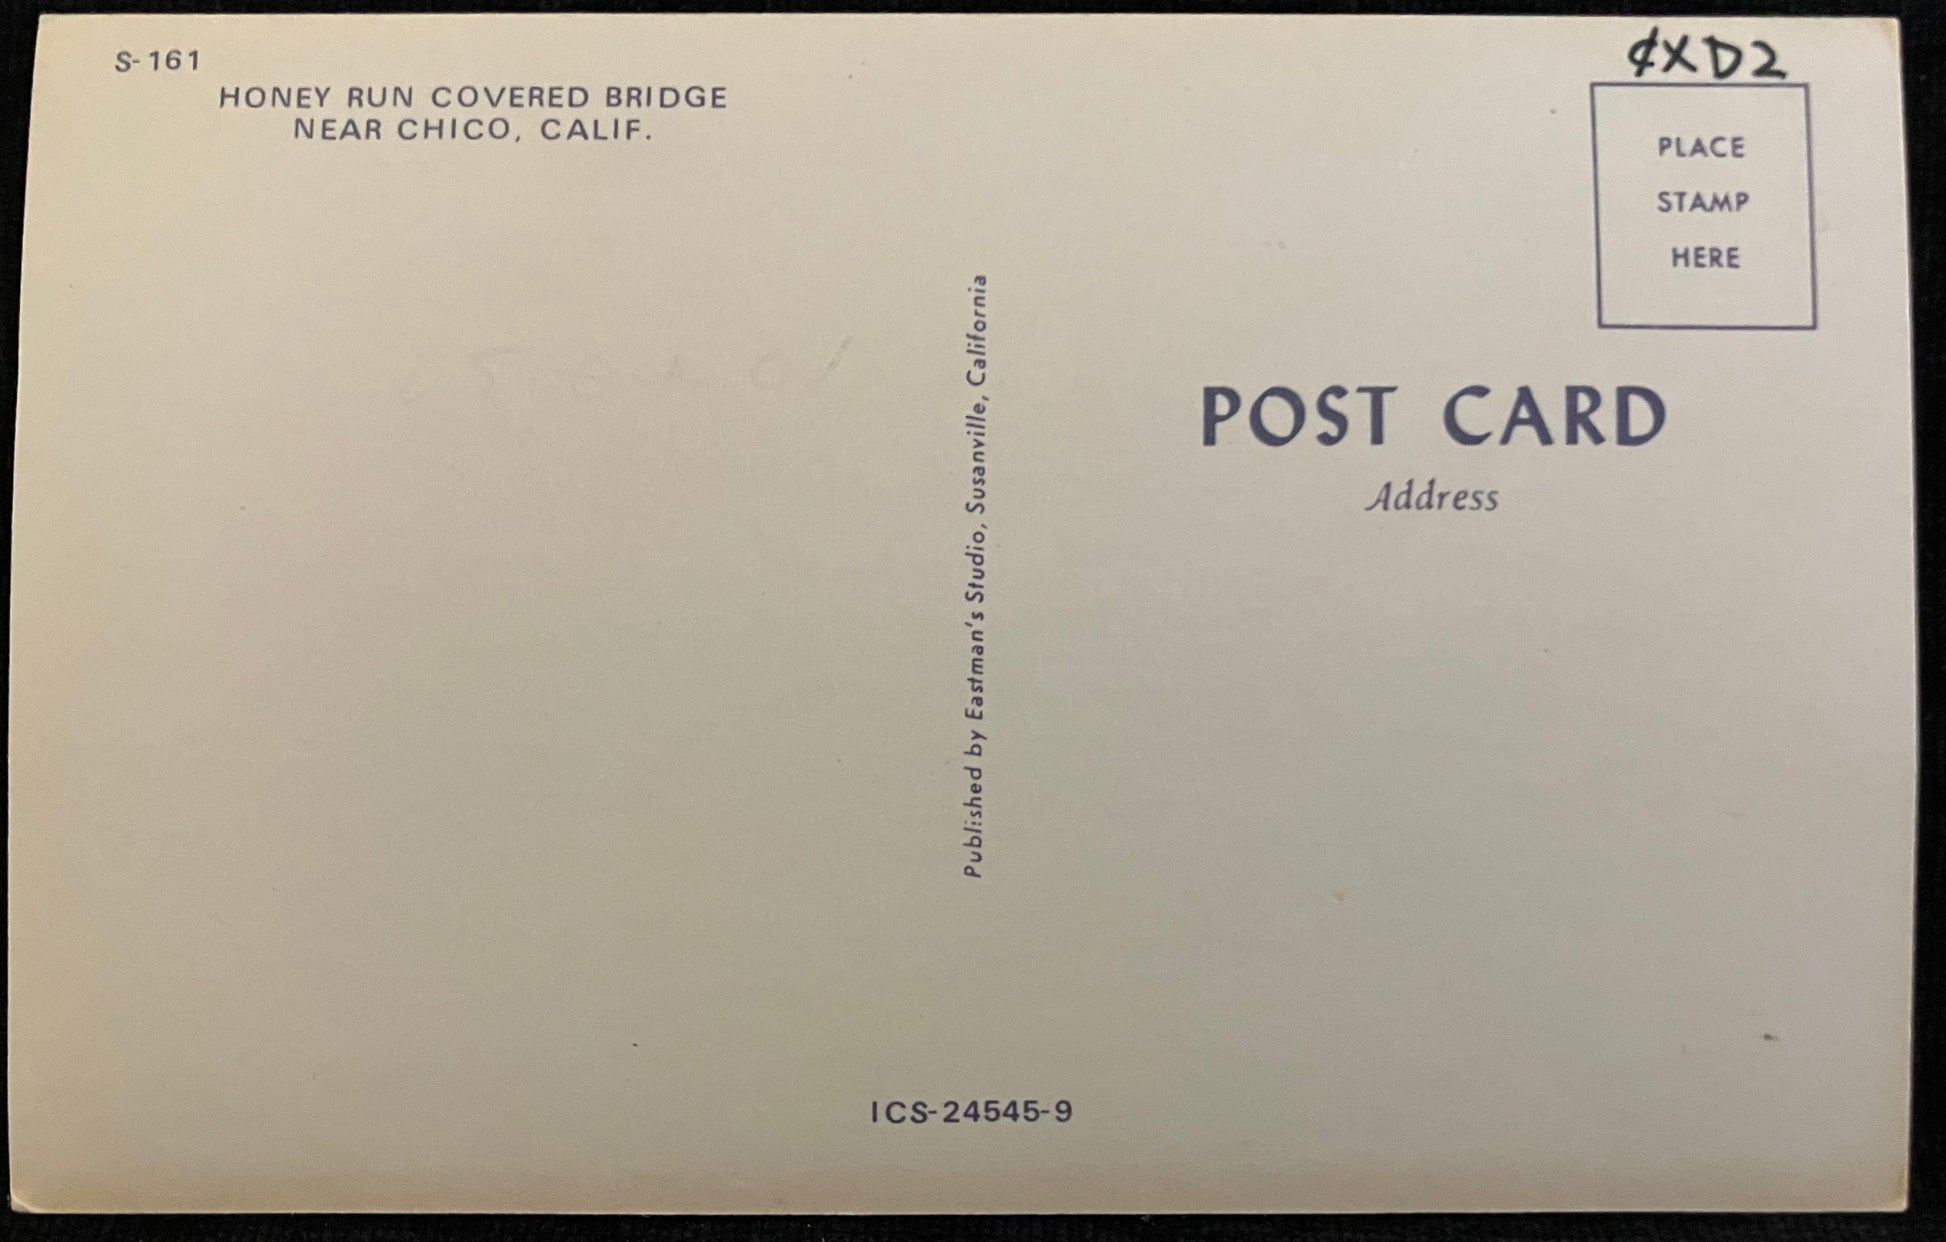 S-161
HONEY RUN COVERED BRIDGE
NEAR CHICO, CALIF.
Published by Eastman's Studio, Susanville, California
¢XD2
PLACE
STAMP
HERE
POST CARD
Address
ICS-24545-9